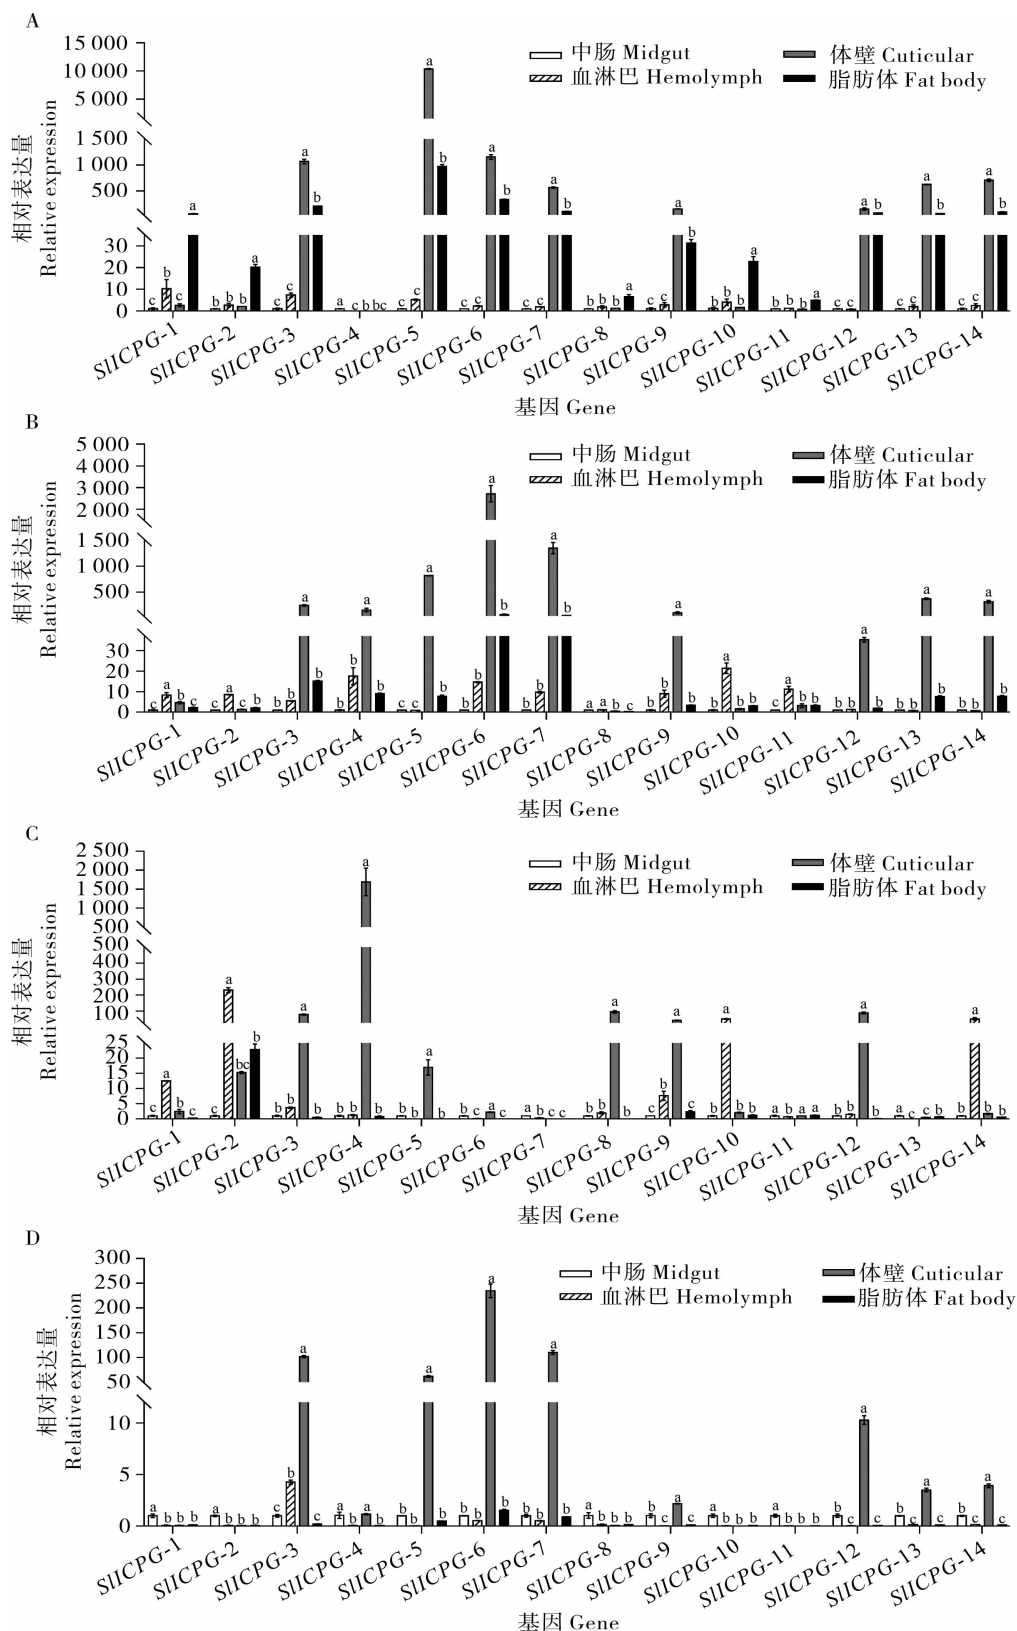 A
15 000
10 000
5 000
1 500
1 000
500
30
20
10
0
相对表达量
Relative expression
中肠 Midgut
体壁 Cuticular
血淋巴 Hemolymph
脂肪体 Fat body
c b c a
b b b a
c c a b
a c b bc
c c a b
c c a b
c c a b
b b b a
c c a b
b b b a
b b b a
c c a b
c c a b
c c a b
SlICPG-1 SlICPG-2 SlICPG-3 SlICPG-4 SlICPG-5 SlICPG-6 SlICPG-7 SlICPG-8 SlICPG-9 SlICPG-10 SlICPG-11 SlICPG-12 SlICPG-13 SlICPG-14
基因 Gene
B
5 000
4 000
3 000
2 000
1 500
1 000
500
30
20
10
0
相对表达量
Relative expression
中肠 Midgut
体壁 Cuticular
血淋巴 Hemolymph
脂肪体 Fat body
c a b c
c a b b
b b a b
b b a b
c c a b
b b a b
b b a b
a a b c
b b a b
b a b b
c a b b
b b a b
b b a b
b b a b
SlICPG-1 SlICPG-2 SlICPG-3 SlICPG-4 SlICPG-5 SlICPG-6 SlICPG-7 SlICPG-8 SlICPG-9 SlICPG-10 SlICPG-11 SlICPG-12 SlICPG-13 SlICPG-14
基因 Gene
C
2 500
2 000
1 500
1 000
500
500
400
300
200
100
25
20
15
10
5
0
相对表达量
Relative expression
中肠 Midgut
体壁 Cuticular
血淋巴 Hemolymph
脂肪体 Fat body
c a c c
c a bc b
b b a b
b b a b
b b a b
b c a c
a b c c
b b a b
c b a c
b a b b
a b a a
b b a b
a c b b
b a b b
SlICPG-1 SlICPG-2 SlICPG-3 SlICPG-4 SlICPG-5 SlICPG-6 SlICPG-7 SlICPG-8 SlICPG-9 SlICPG-10 SlICPG-11 SlICPG-12 SlICPG-13 SlICPG-14
基因 Gene
D
300
250
200
150
100
50
10
5
0
相对表达量
Relative expression
中肠 Midgut
体壁 Cuticular
血淋巴 Hemolymph
脂肪体 Fat body
a b b b
a b b b
c b a c
a b a b
b b a b
b b a b
b b a b
a b b b
b c a c
a b b b
a b b b
b c a c
b c a c
b c a c
SlICPG-1 SlICPG-2 SlICPG-3 SlICPG-4 SlICPG-5 SlICPG-6 SlICPG-7 SlICPG-8 SlICPG-9 SlICPG-10 SlICPG-11 SlICPG-12 SlICPG-13 SlICPG-14
基因 Gene